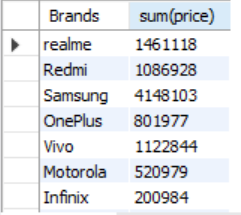 Brands sum(price)
realme 1461118
Redmi 1086928
Samsung 4148103
OnePlus 801977
Vivo 1122844
Motorola 520979
Infinix 200984